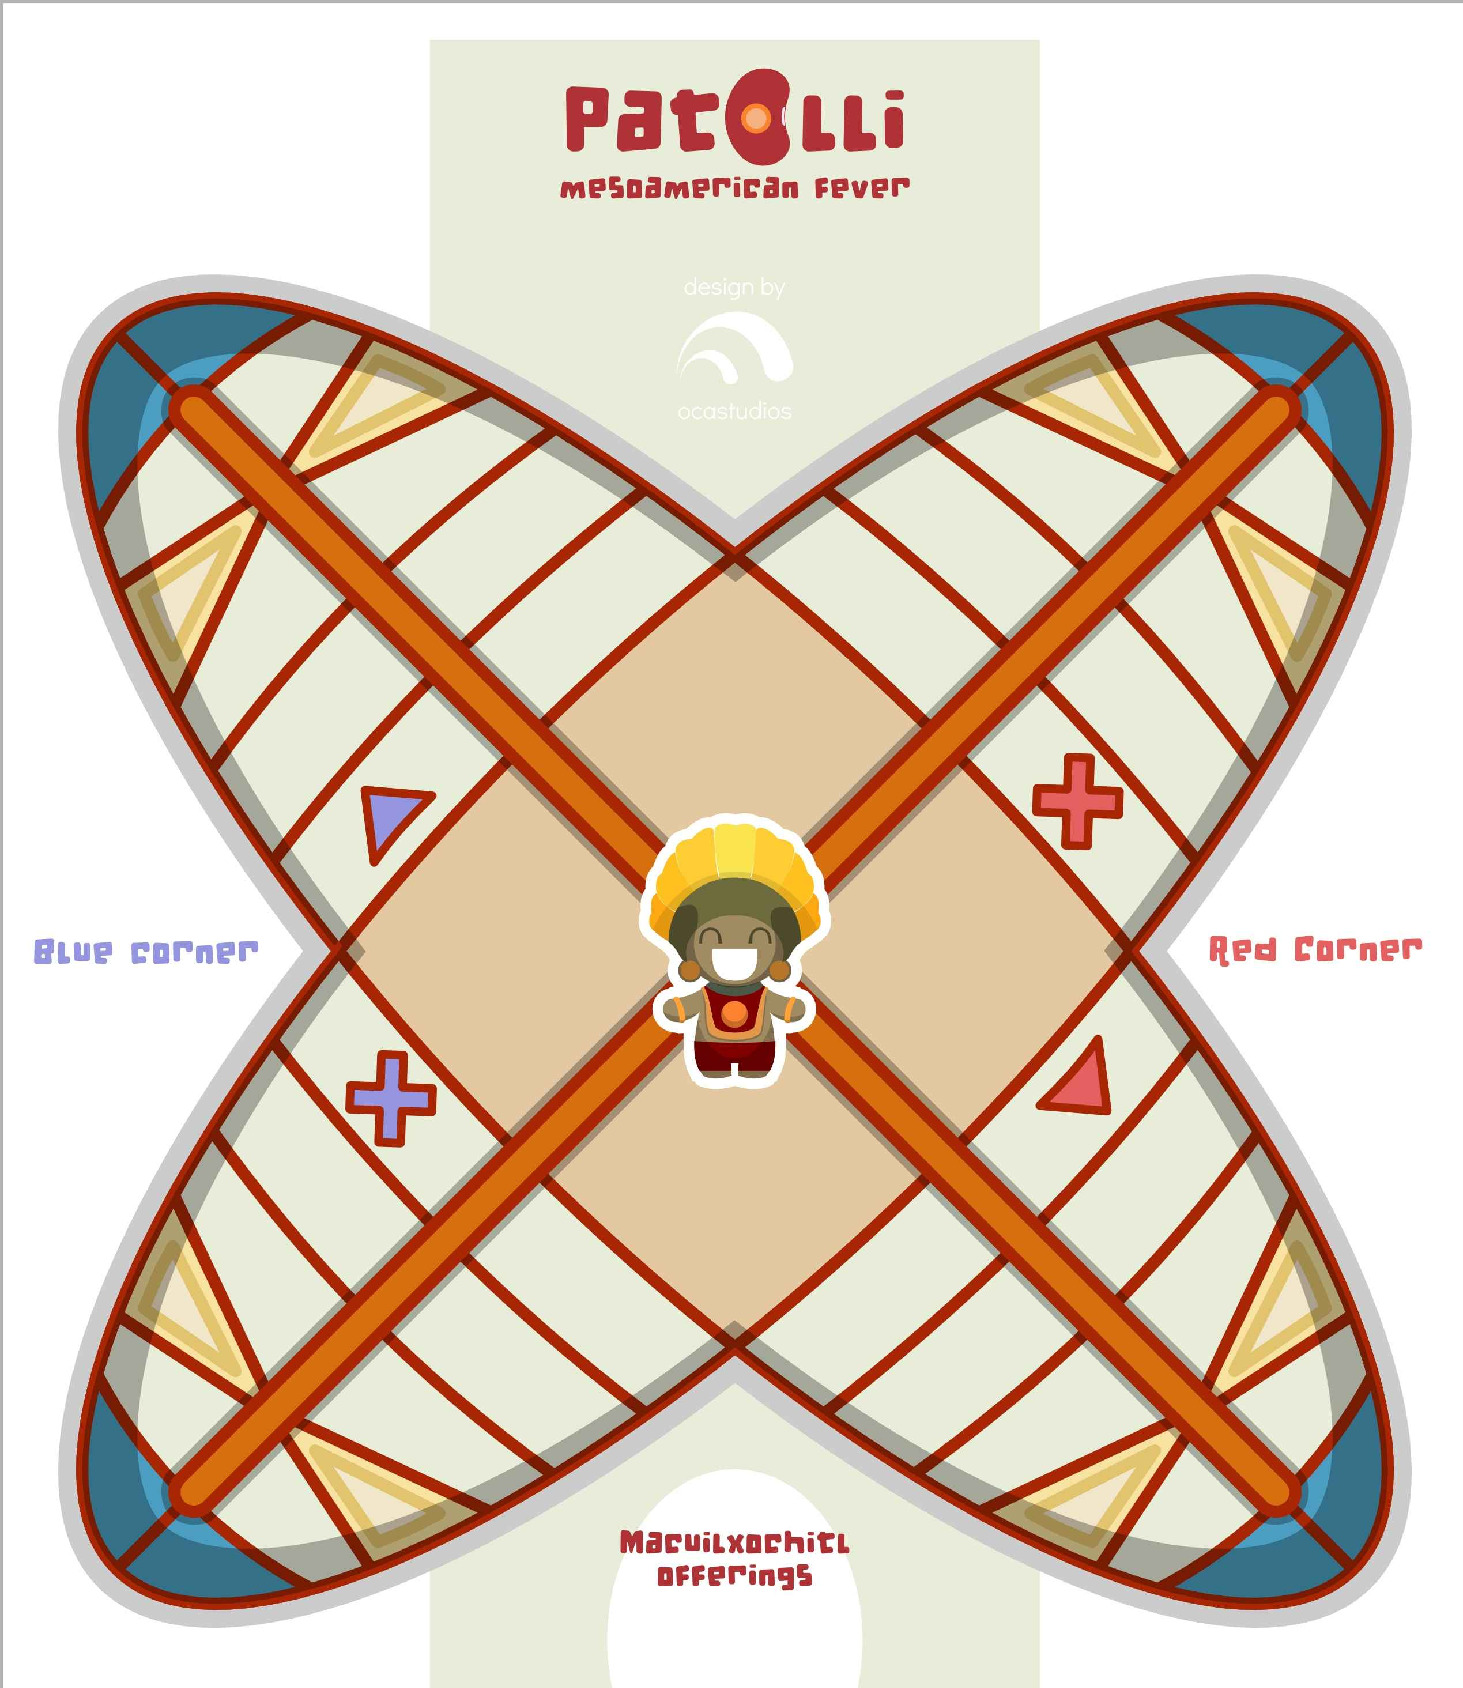 Patolli
mesoamerican fever
design by
ocastudios
Blue corner
Red Corner
Macuilxochitl
offerings